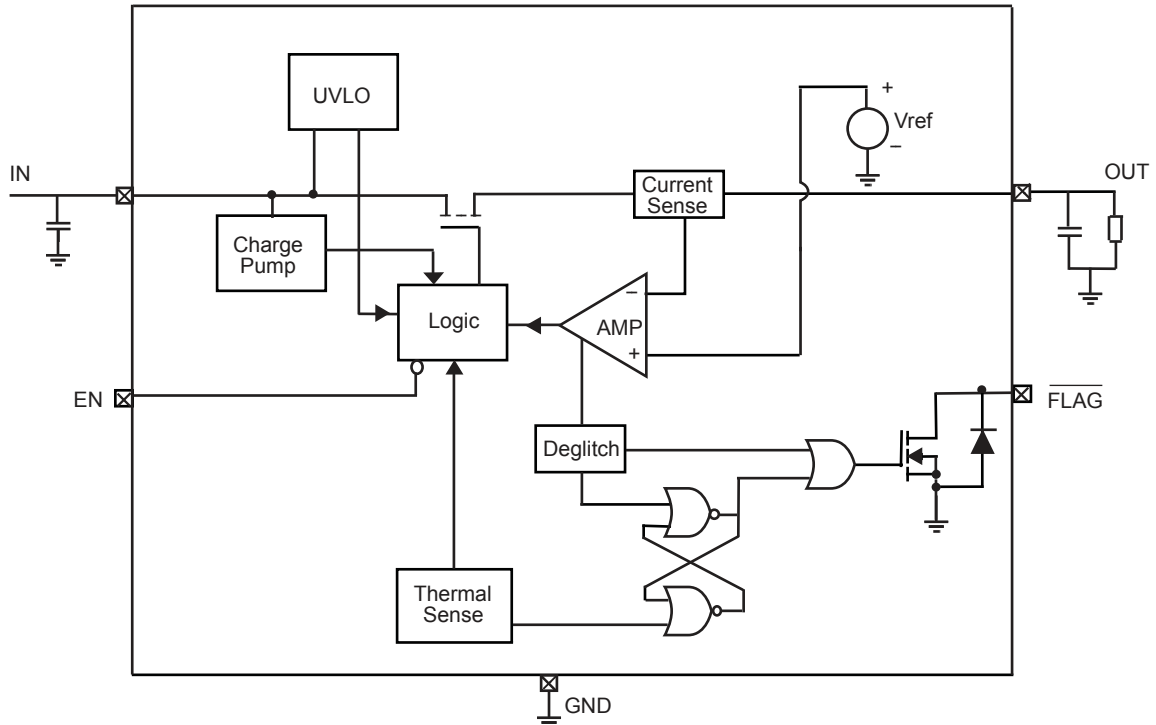 UVLO
+
Vref
−
IN
OUT
Current
Sense
Charge
Pump
−
Logic
AMP
+
EN
FLAG
Deglitch
Thermal
Sense
GND